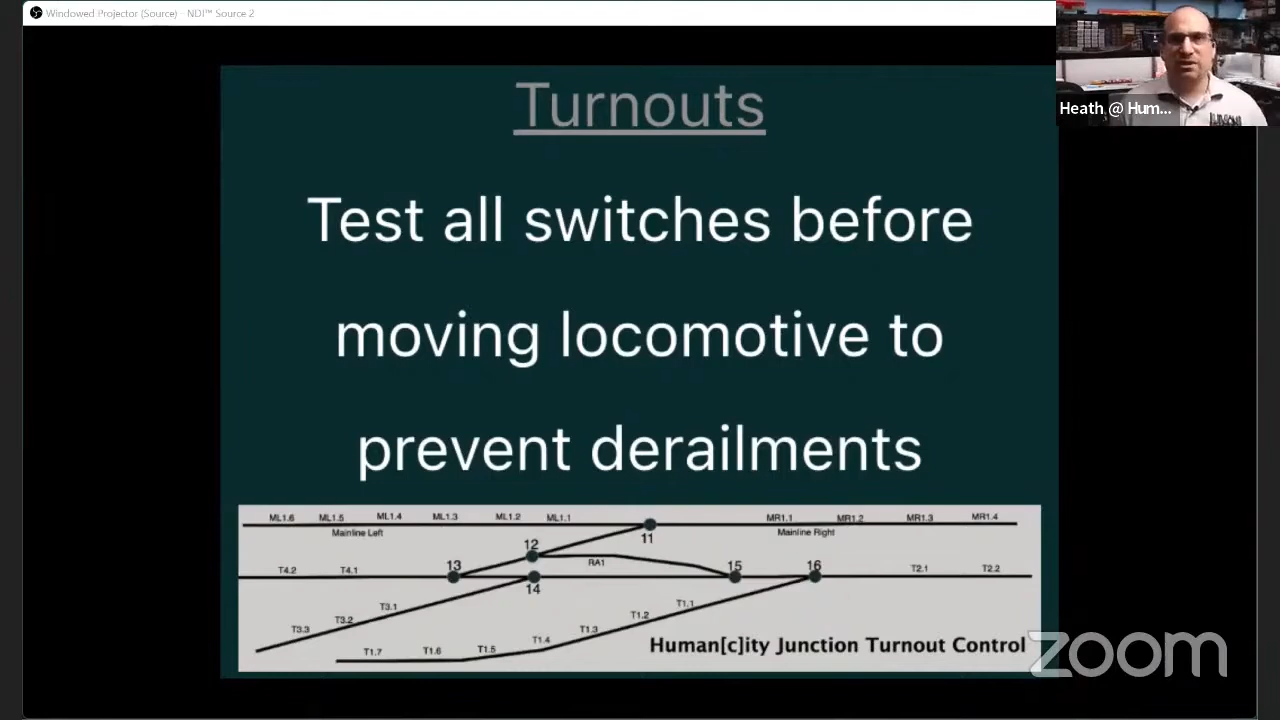 Windowed Projector (Source) - NDI™ Source 2
Heath @ Hum...
Turnouts
Test all switches before
moving locomotive to
prevent derailments
ML1.6 ML1.5 ML1.4 ML1.3 ML1.2 ML1.1 MR1.1 MR1.2 MR1.3 MR1.4
Mainline Left 11 Mainline Right
12
RA1
T4.2 T4.1 13 15 16 T2.1 T2.2
14
T3.3 T3.2 T3.1
T1.7 T1.6 T1.5 T1.4 T1.3 T1.2 T1.1
Human[c]ity Junction Turnout Control
zoom